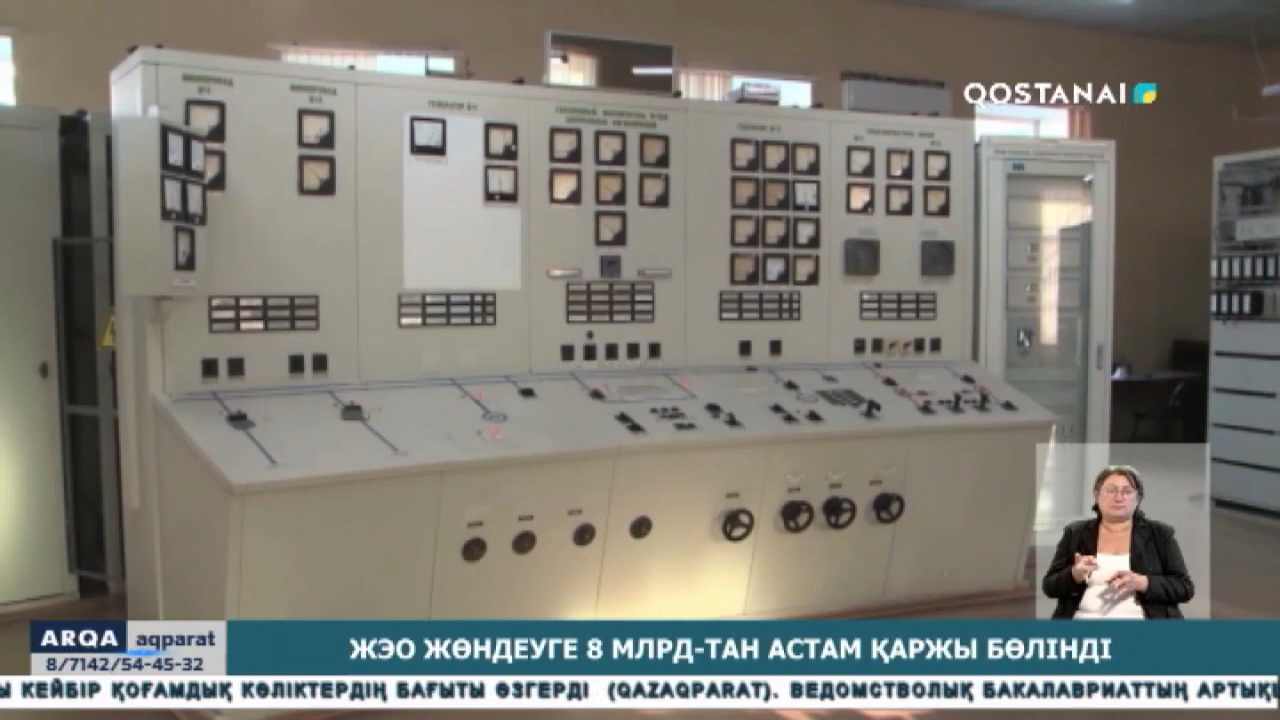 QOSTANAI
ARQA aqparat
8/7142/54-45-32
ЖЭО ЖӨНДЕУГЕ 8 МЛРД-ТАН АСТАМ ҚАРЖЫ БӨЛІНДІ
КЕЙБІР ҚОҒАМДЫҚ КӨЛІКТЕРДІҢ БАҒЫТЫ ӨЗГЕРДІ (QAZAQPARAT). ВЕДОМСТВОЛЫҚ БАКАЛАВРИАТТЫҢ